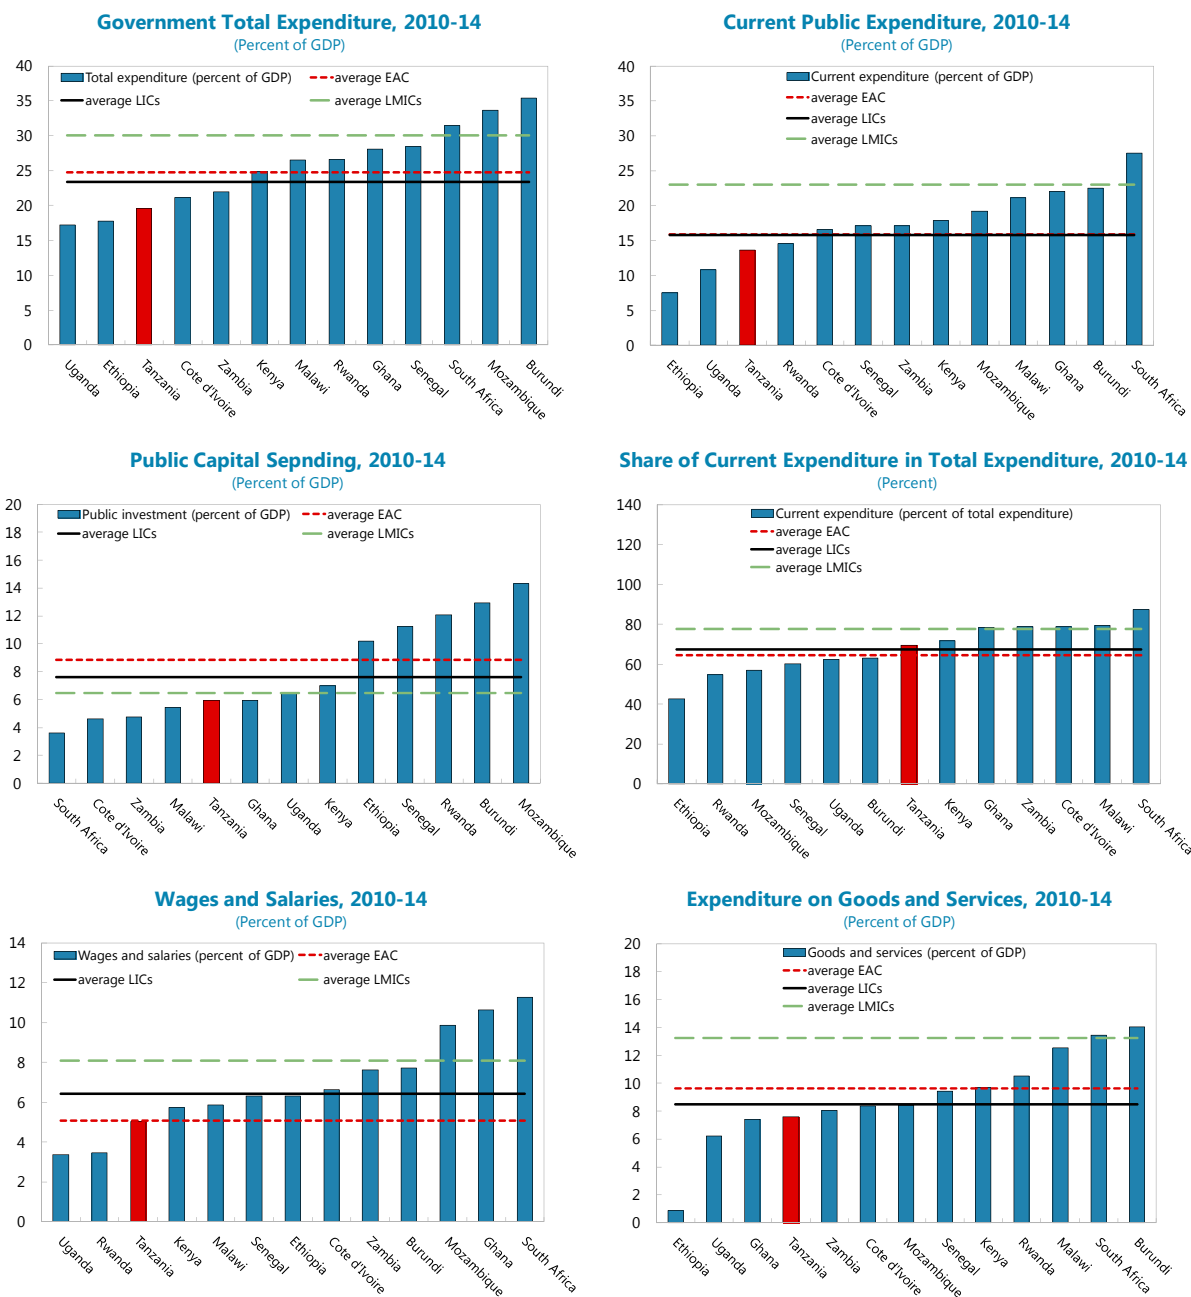 Government Total Expenditure, 2010-14
(Percent of GDP)
Total expenditure (percent of GDP)
average EAC
average LICs
average LMICs
40
35
30
25
20
15
10
5
0
Uganda
Ethiopia
Tanzania
Cote d'Ivoire
Zambia
Kenya
Malawi
Rwanda
Ghana
Senegal
South Africa
Mozambique
Burundi
Current Public Expenditure, 2010-14
(Percent of GDP)
Current expenditure (percent of GDP)
average EAC
average LICs
average LMICs
40
35
30
25
20
15
10
5
0
Ethiopia
Uganda
Tanzania
Rwanda
Cote d'Ivoire
Senegal
Zambia
Kenya
Mozambique
Malawi
Ghana
Burundi
South Africa
Public Capital Sepnding, 2010-14
(Percent of GDP)
Public investment (percent of GDP)
average EAC
average LICs
average LMICs
20
18
16
14
12
10
8
6
4
2
0
South Africa
Cote d'Ivoire
Zambia
Malawi
Tanzania
Ghana
Uganda
Kenya
Ethiopia
Senegal
Rwanda
Burundi
Mozambique
Share of Current Expenditure in Total Expenditure, 2010-14
(Percent)
Current expenditure (percent of total expenditure)
average EAC
average LICs
average LMICs
140
120
100
80
60
40
20
0
Ethiopia
Rwanda
Mozambique
Senegal
Uganda
Burundi
Tanzania
Kenya
Ghana
Zambia
Cote d'Ivoire
Malawi
South Africa
Wages and Salaries, 2010-14
(Percent of GDP)
Wages and salaries (percent of GDP)
average EAC
average LICs
average LMICs
14
12
10
8
6
4
2
0
Uganda
Rwanda
Tanzania
Kenya
Malawi
Senegal
Ethiopia
Cote d'Ivoire
Zambia
Burundi
Mozambique
Ghana
South Africa
Expenditure on Goods and Services, 2010-14
(Percent of GDP)
Goods and services (percent of GDP)
average EAC
average LICs
average LMICs
20
18
16
14
12
10
8
6
4
2
0
Ethiopia
Uganda
Ghana
Tanzania
Zambia
Cote d'Ivoire
Mozambique
Senegal
Kenya
Rwanda
Malawi
South Africa
Burundi